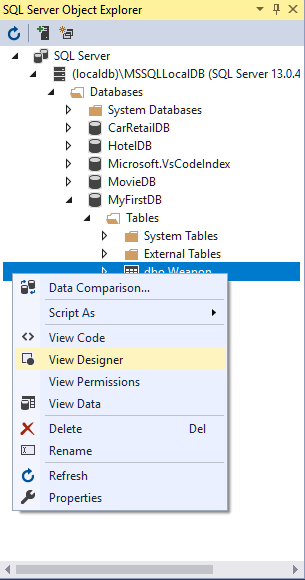 SQL Server Object Explorer
SQL Server
(localdb)\MSSQLLocalDB (SQL Server 13.0.4
Databases
System Databases
CarRetailDB
HotelDB
Microsoft.VsCodeIndex
MovieDB
MyFirstDB
Tables
System Tables
External Tables
dbo.Weapon
Data Comparison...
Script As
View Code
View Designer
View Permissions
View Data
Delete Del
Rename
Refresh
Properties